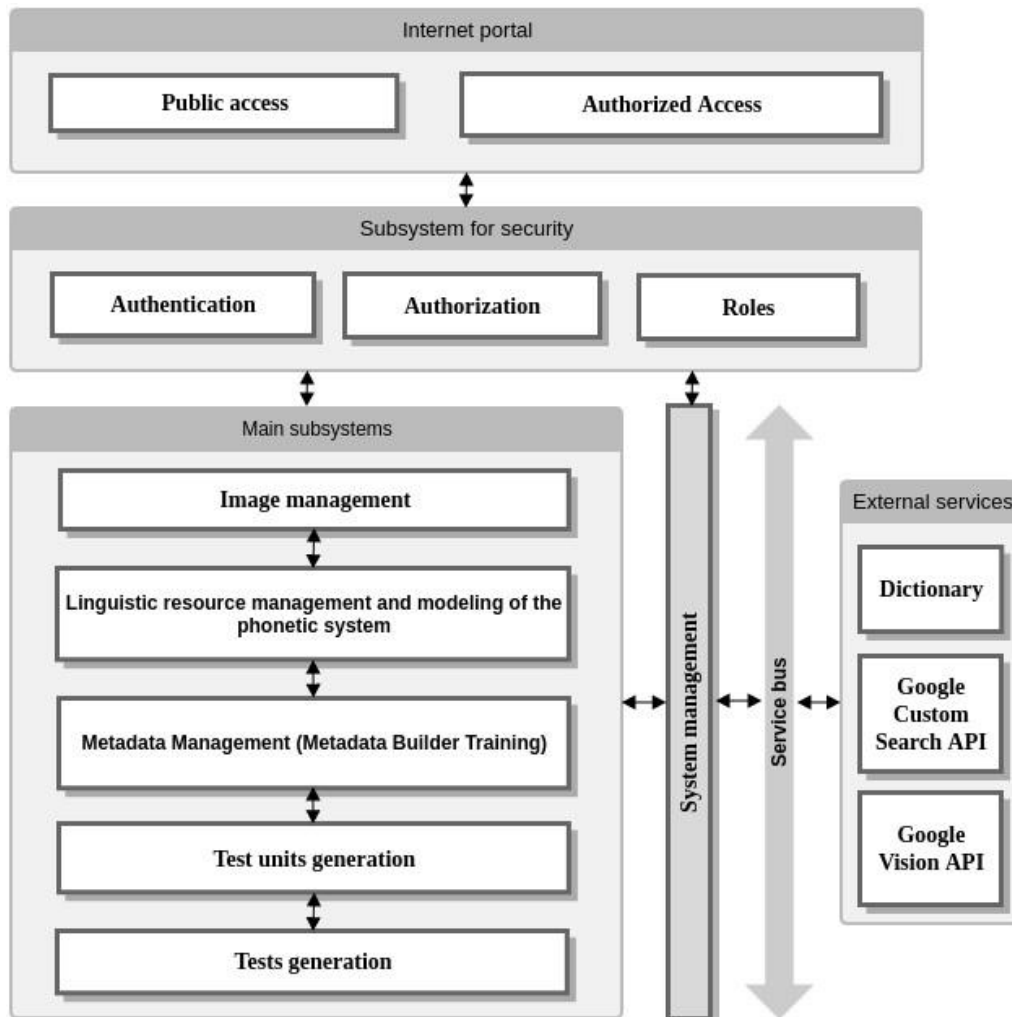 Internet portal
Public access
Authorized Access
Subsystem for security
Authentication
Authorization
Roles
Main subsystems
Image management
Linguistic resource management and modeling of the
phonetic system
Metadata Management (Metadata Builder Training)
Test units generation
Tests generation
System management
Service bus
External services
Dictionary
Google
Custom
Search API
Google
Vision API